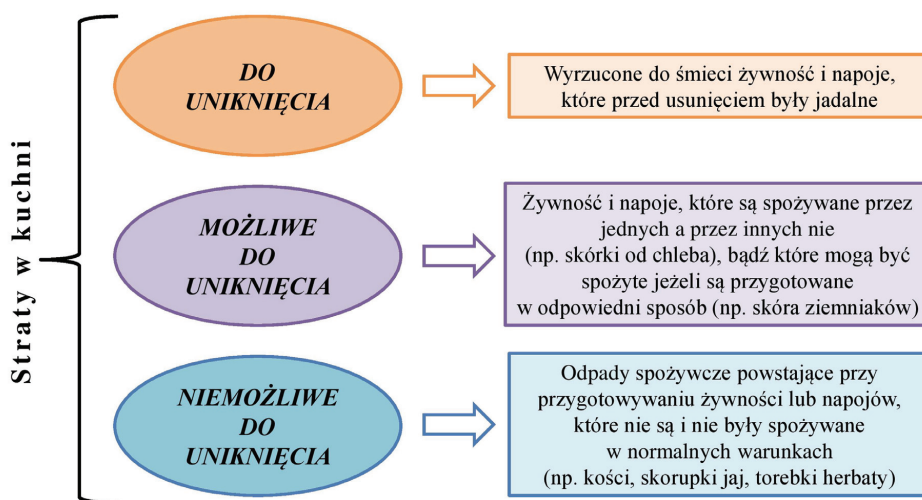 Straty w kuchni
DO
UNIKNIĘCIA
Wyrzucone do śmieci żywność i napoje,
które przed usunięciem były jadalne
MOŻLIWE
DO
UNIKNIĘCIA
Żywność i napoje, które są spożywane przez
jednych a przez innych nie
(np. skórki od chleba), bądź które mogą być
spożyte jeżeli są przygotowane
w odpowiedni sposób (np. skóra ziemniaków)
NIEMOŻLIWE
DO
UNIKNIĘCIA
Odpady spożywcze powstające przy
przygotowywaniu żywności lub napojów,
które nie są i nie były spożywane
w normalnych warunkach
(np. kości, skorupki jaj, torebki herbaty)